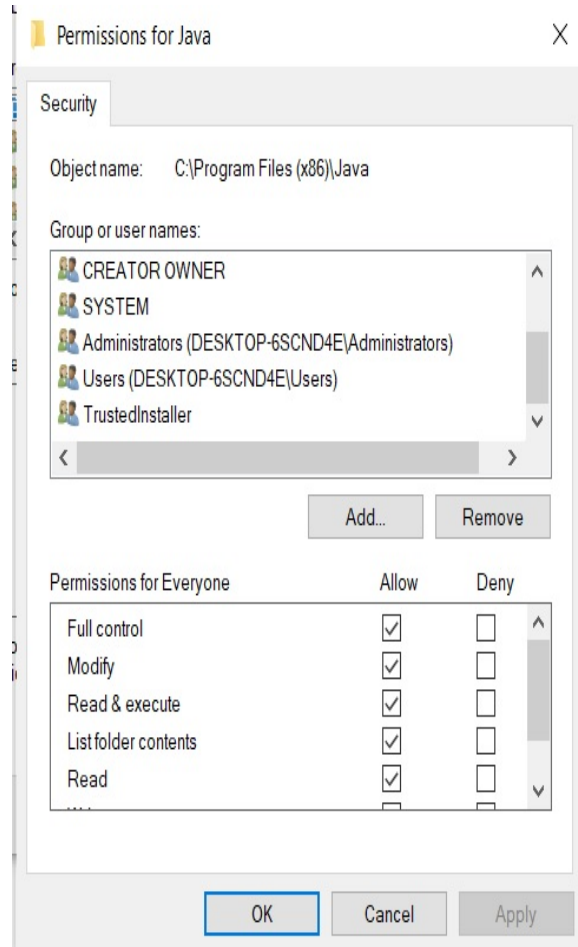 Permissions for Java
Security
Object name: C:\Program Files (x86)\Java
Group or user names:
CREATOR OWNER
SYSTEM
Administrators (DESKTOP-6SCND4E\Administrators)
Users (DESKTOP-6SCND4E\Users)
TrustedInstaller
Add... Remove
Permissions for Everyone Allow Deny
Full control
Modify
Read & execute
List folder contents
Read
OK Cancel Apply